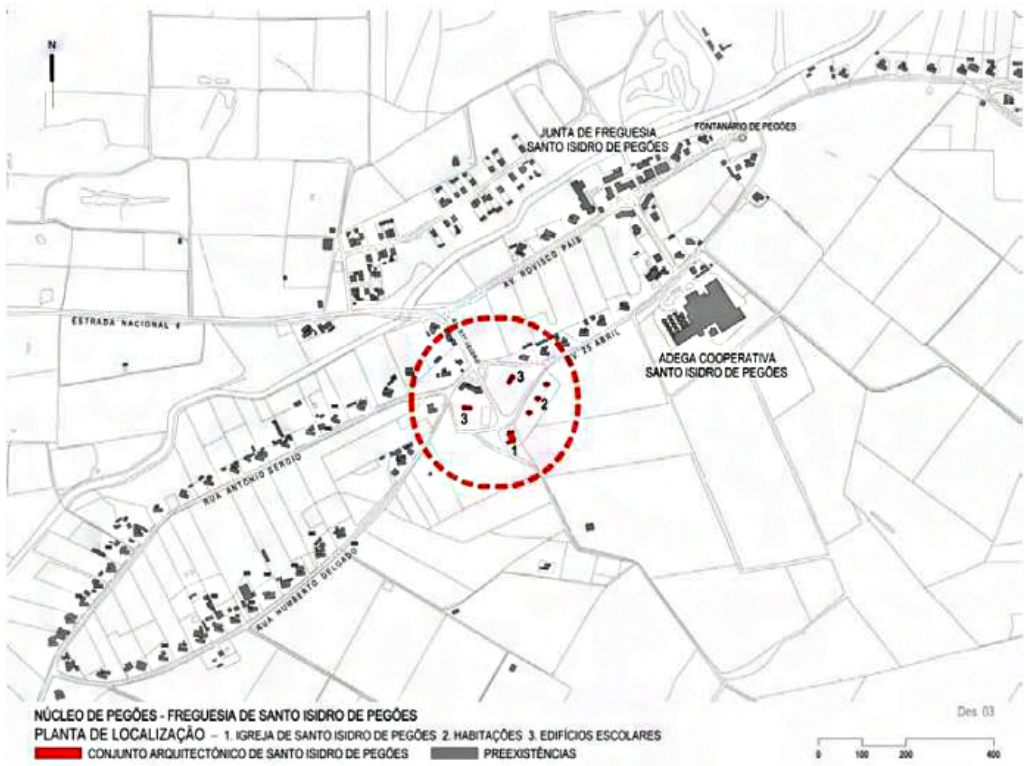 N
JUNTA DE FREGUESIA
SANTO ISIDRO DE PEGÕES
FONTANÁRIO DE PEGÕES
AV. ROVISCO PAIS
ESTRADA NACIONAL 4
25 ABRIL
ADEGA COOPERATIVA
SANTO ISIDRO DE PEGÕES
3
2
3
1
RUA ANTÓNIO SÉRGIO
RUA HUMBERTO DELGADO
Des. 03
NÚCLEO DE PEGÕES - FREGUESIA DE SANTO ISIDRO DE PEGÕES
PLANTA DE LOCALIZAÇÃO – 1. IGREJA DE SANTO ISIDRO DE PEGÕES 2. HABITAÇÕES 3. EDIFÍCIOS ESCOLARES
CONJUNTO ARQUITECTÓNICO DE SANTO ISIDRO DE PEGÕES PREEXISTÊNCIAS
0 100 200 400